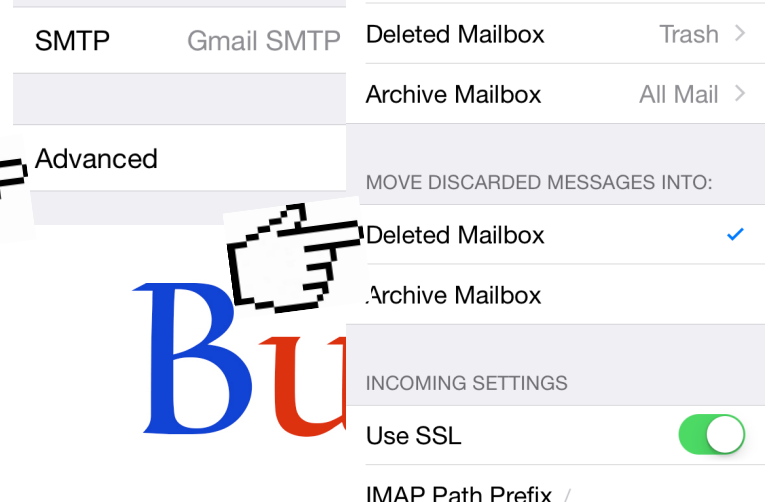 SMTP Gmail SMTP
Advanced
Bu
Deleted Mailbox Trash
Archive Mailbox All Mail
MOVE DISCARDED MESSAGES INTO:
Deleted Mailbox
Archive Mailbox
INCOMING SETTINGS
Use SSL
IMAP Path Prefix /